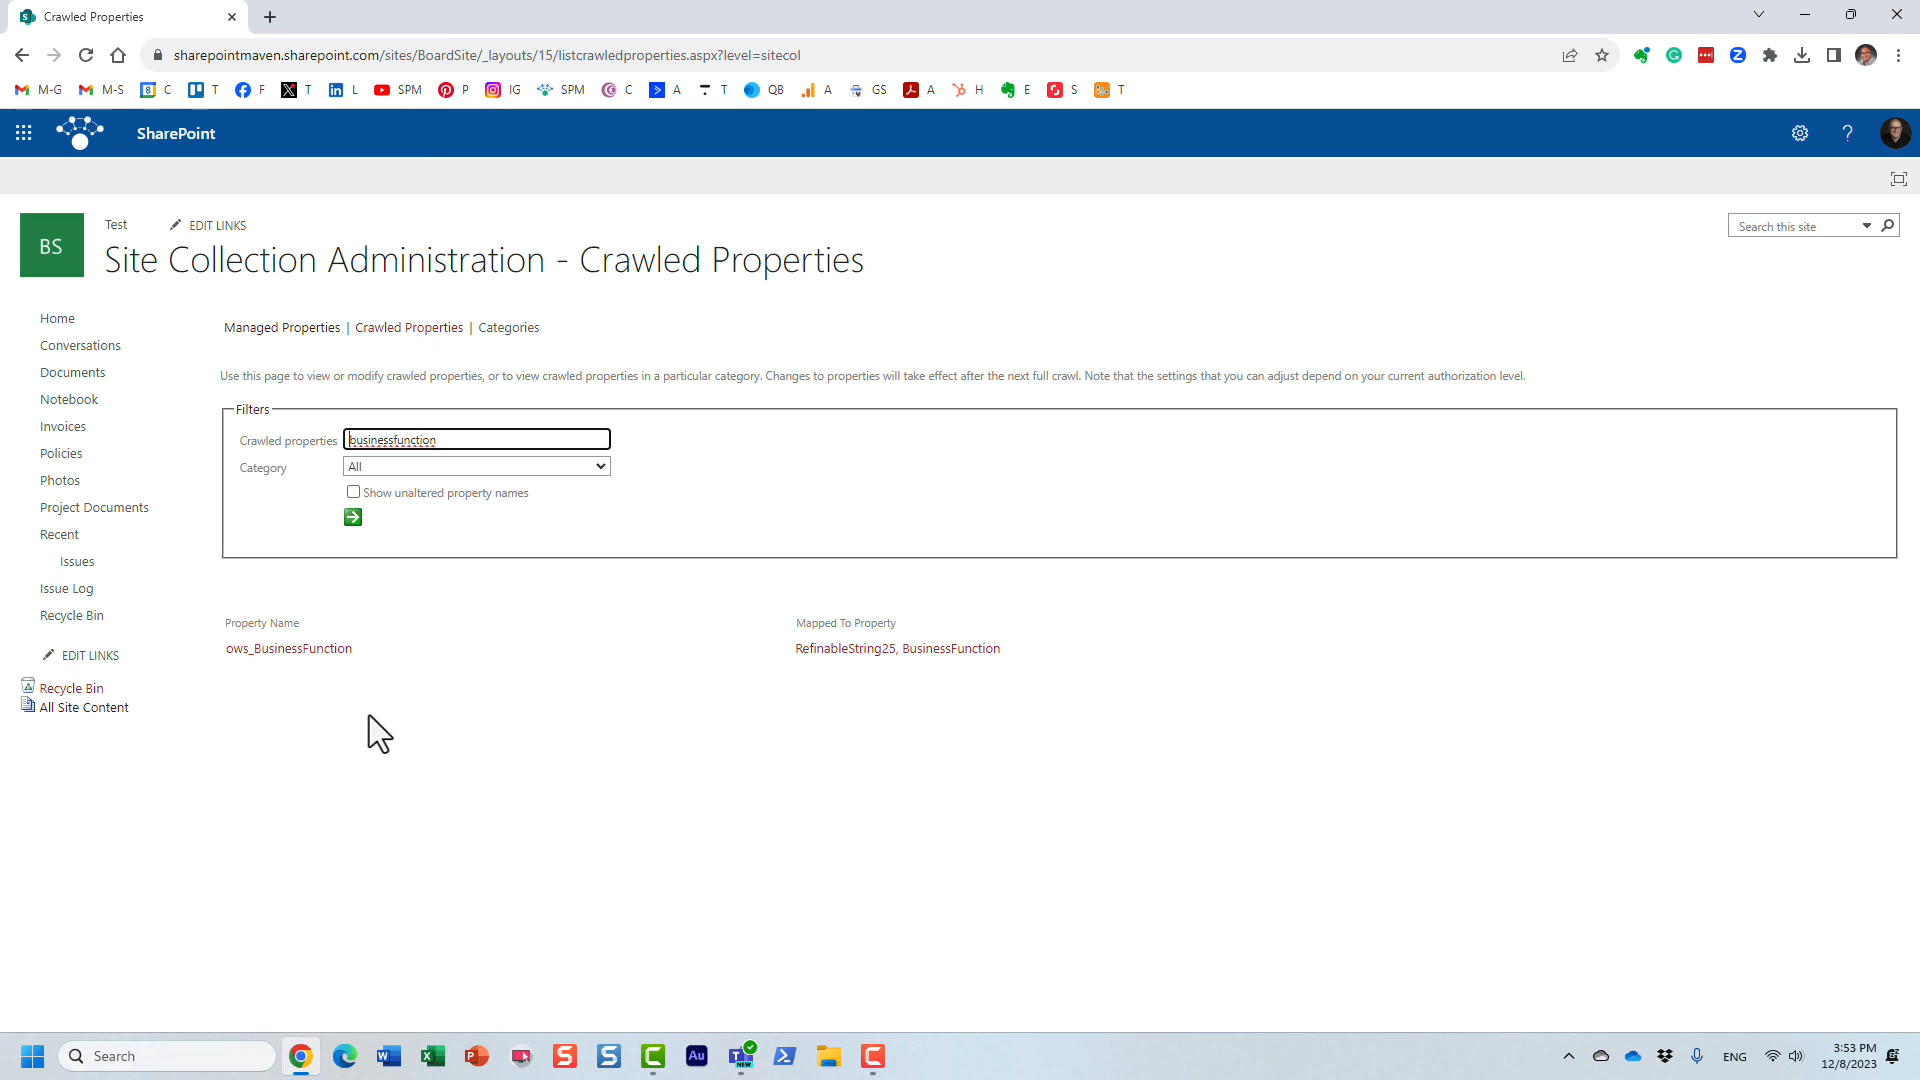 Crawled Properties
sharepointmaven.sharepoint.com/sites/BoardSite/_layouts/15/listcrawledproperties.aspx?level=sitecol
M-G M-S C T F T L SPM P IG SPM C A T QB A GS A H E S T
SharePoint
BS
Test EDIT LINKS
Search this site
Site Collection Administration - Crawled Properties
Home
Conversations
Documents
Notebook
Invoices
Policies
Photos
Project Documents
Recent
Issues
Issue Log
Recycle Bin
EDIT LINKS
Recycle Bin
All Site Content
Managed Properties | Crawled Properties | Categories
Use this page to view or modify crawled properties, or to view crawled properties in a particular category. Changes to properties will take effect after the next full crawl. Note that the settings that you can adjust depend on your current authorization level.
Filters
Crawled properties businessfunction
Category All
Show unaltered property names
Property Name Mapped To Property
ows_BusinessFunction RefinableString25, BusinessFunction
Search
ENG
3:53 PM
12/8/2023